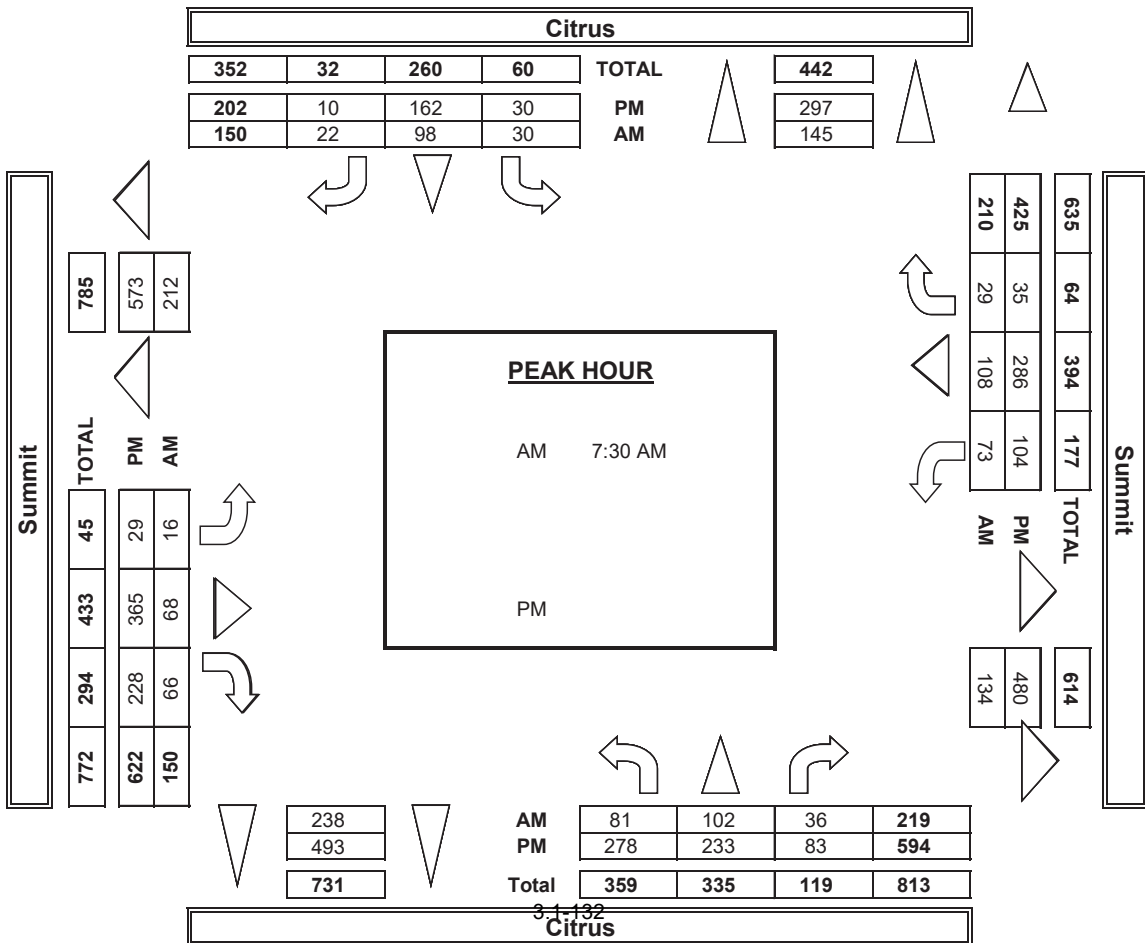 Citrus
352 32 260 60 TOTAL 442
202 10 162 30 PM 297
150 22 98 30 AM 145
Summit
785
573
212
TOTAL
PM
AM
45 433 294 772
29 365 228 622
16 68 66 150
PEAK HOUR
AM 7:30 AM
PM
635 64 394 177 TOTAL
425 35 286 104 PM
210 29 108 73 AM
614
480
134
Summit
238 AM 81 102 36 219
493 PM 278 233 83 594
731 Total 359 335 119 813
3.1-132
Citrus